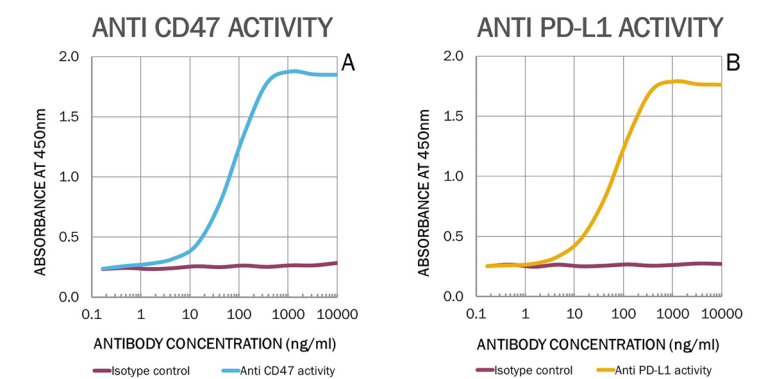 ANTI CD47 ACTIVITY
A
2.0
1.5
1.0
0.5
0.0
ABSORBANCE AT 450nm
0.1 1 10 100 1000 10000
ANTIBODY CONCENTRATION (ng/ml)
Isotype control Anti CD47 activity
ANTI PD-L1 ACTIVITY
B
2.0
1.5
1.0
0.5
0.0
ABSORBANCE AT 450nm
0.1 1 10 100 1000 10000
ANTIBODY CONCENTRATION (ng/ml)
Isotype control Anti PD-L1 activity